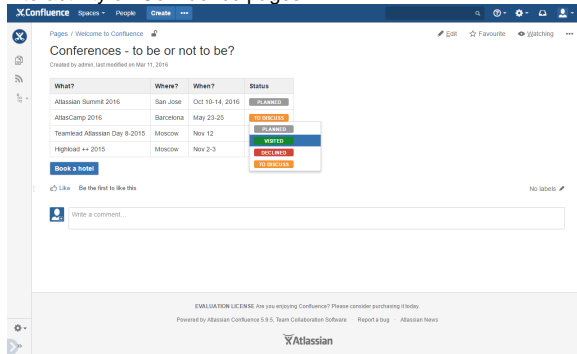 Confluence Spaces People Create •••
Pages / Welcome to Confluence
Edit Favourite Watching •••
Conferences - to be or not to be?
Created by admin, last modified on Mar 11, 2016
What? Where? When? Status
Atlassian Summit 2016 San Jose Oct 10-14, 2016 PLANNED
AtlasCamp 2016 Barcelona May 23-25 TO DISCUSS
Teamlead Atlassian Day 8-2015 Moscow Nov 12
Highload ++ 2015 Moscow Nov 2-3
PLANNED
VISITED
DECLINED
TO DISCUSS
Book a hotel
Like Be the first to like this
No labels
Write a comment...
EVALUATION LICENSE Are you enjoying Confluence? Please consider purchasing it today.
Powered by Atlassian Confluence 5.9.5, Team Collaboration Software · Report a bug · Atlassian News
Atlassian